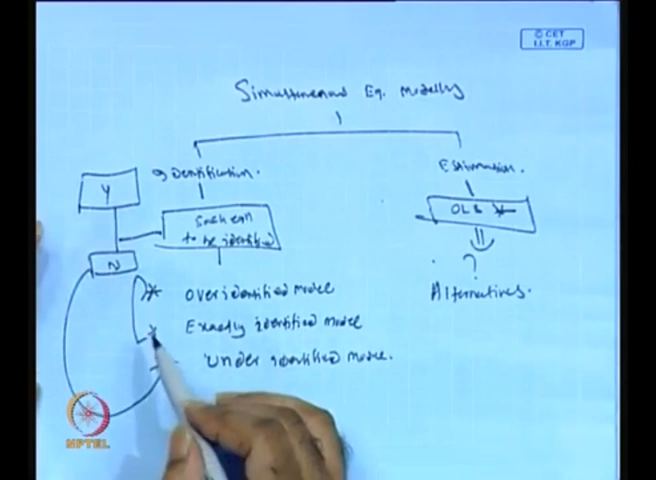 © CET
I.I.T. KGP
Simultaneous Eq. Modelling
Identification.
Estimation.
Y
Each eqn
to be identified
OLS
N
?
Over identified Model
Alternatives.
Exactly identified Model
Under identified Model.
NPTEL